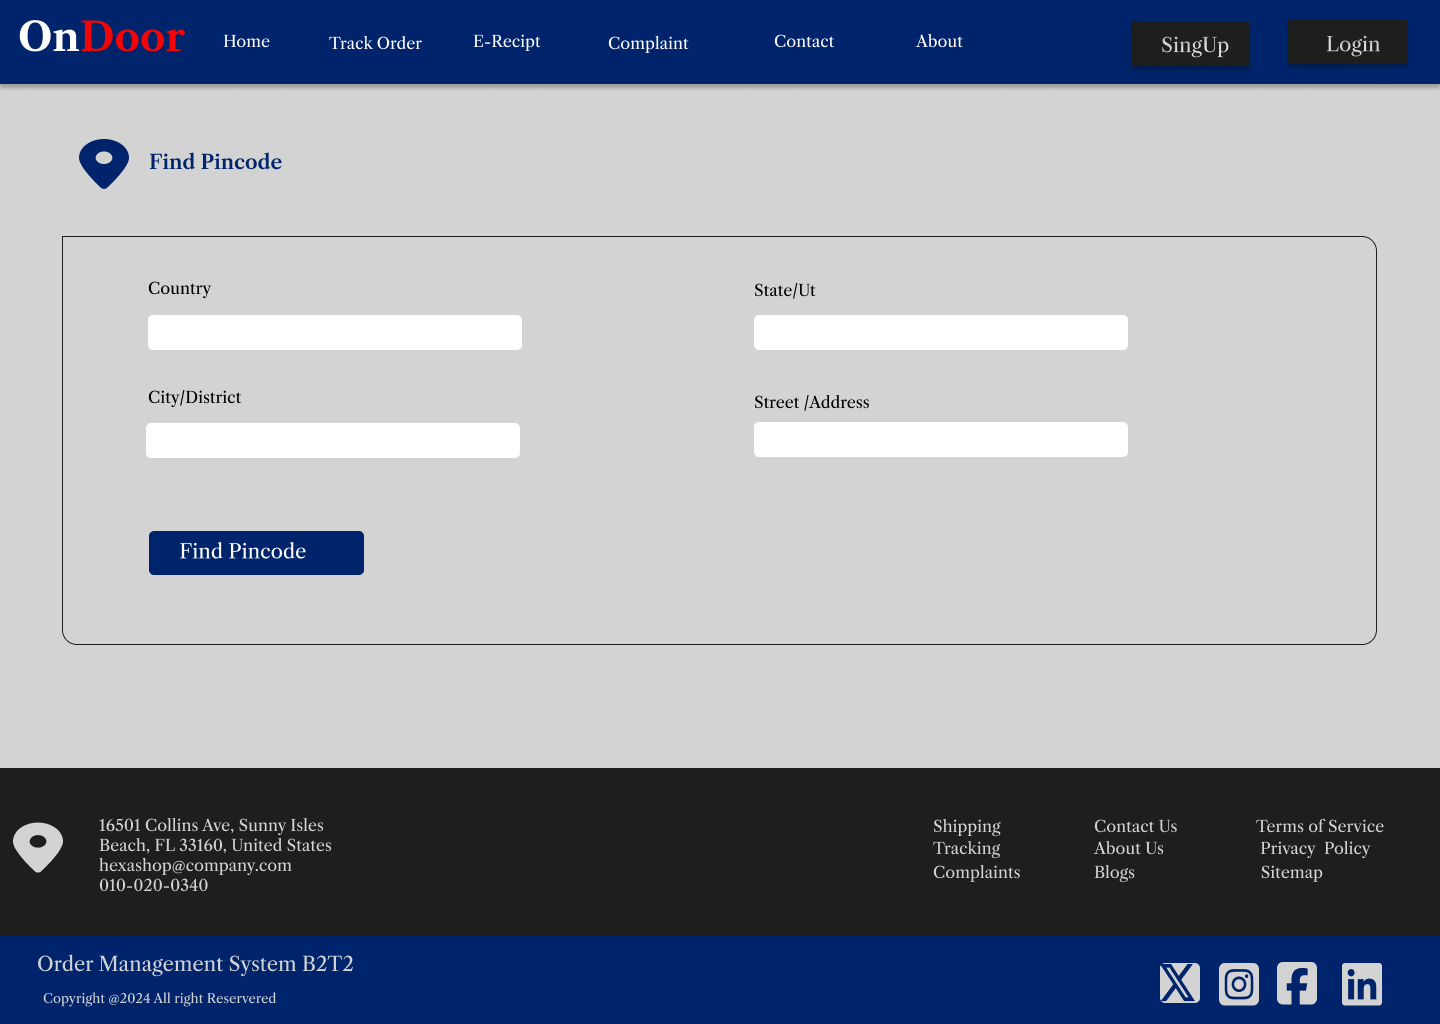 OnDoor
Home
Track Order
E-Recipt
Complaint
Contact
About
SingUp
Login
Find Pincode
Country
State/Ut
City/District
Street /Address
Find Pincode
16501 Collins Ave, Sunny Isles
Beach, FL 33160, United States
hexashop@company.com
010-020-0340
Shipping
Tracking
Complaints
Contact Us
About Us
Blogs
Terms of Service
Privacy Policy
Sitemap
Order Management System B2T2
Copyright @2024 All right Reservered